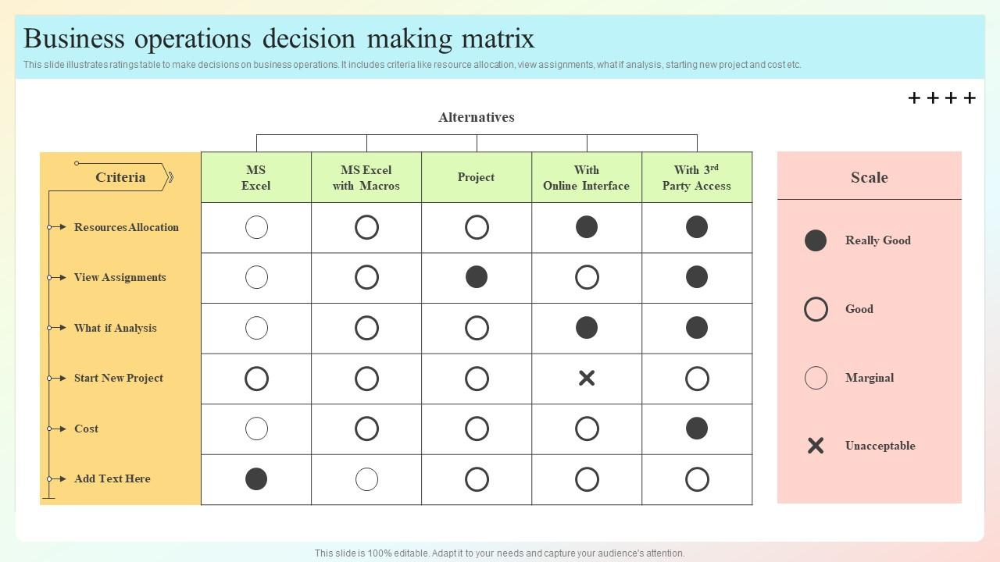 Business operations decision making matrix
This slide illustrates ratings table to make decisions on business operations. It includes criteria like resource allocation, view assignments, what if analysis, starting new project and cost etc.
++++
Alternatives
Criteria
MS
Excel
MS Excel
with Macros
Project
With
Online Interface
With 3rd
Party Access
Scale
Resources Allocation
View Assignments
What if Analysis
Start New Project
Cost
Add Text Here
Really Good
Good
Marginal
Unacceptable
This slide is 100% editable. Adapt it to your needs and capture your audience's attention.